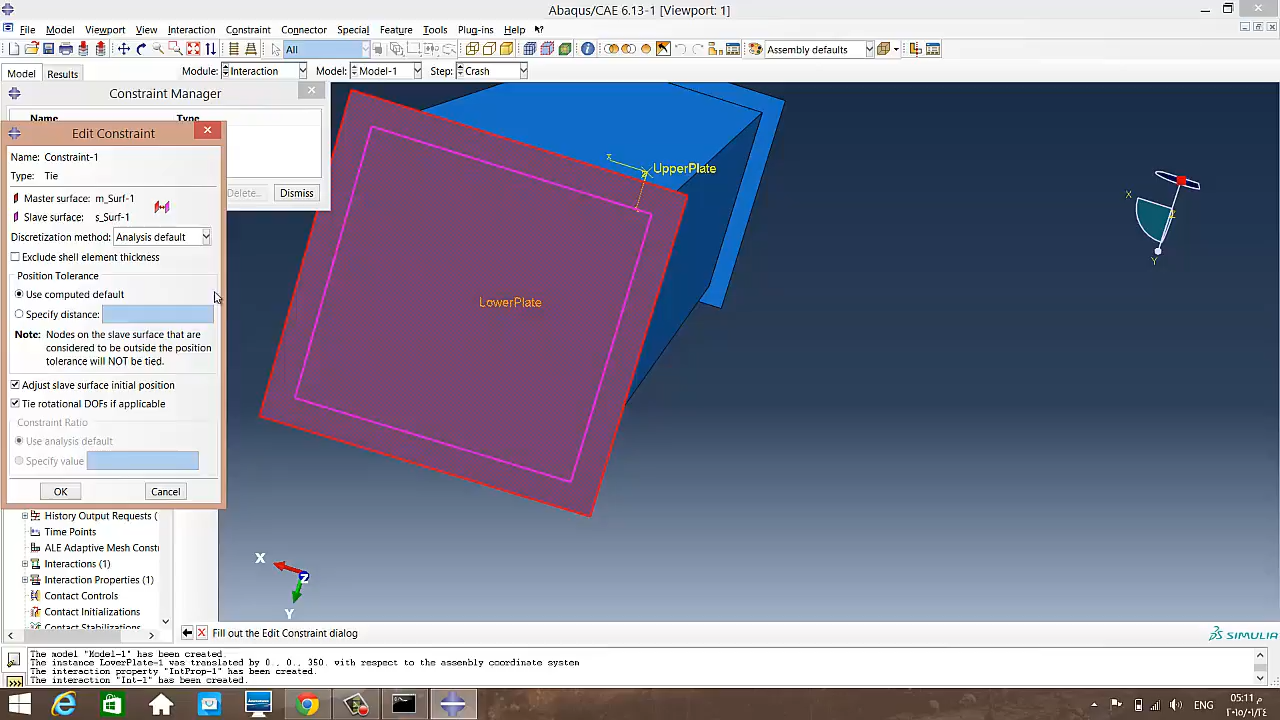 Abaqus/CAE 6.13-1 [Viewport: 1]
File Model Viewport View Interaction Constraint Connector Special Feature Tools Plug-ins Help
All
Assembly defaults
Model Results Module: Interaction Model: Model-1 Step: Crash
Constraint Manager
Name Type
Delete... Dismiss
Edit Constraint
Name: Constraint-1
Type: Tie
Master surface: m_Surf-1
Slave surface: s_Surf-1
Discretization method: Analysis default
Exclude shell element thickness
Position Tolerance
Use computed default
Specify distance:
Note: Nodes on the slave surface that are
considered to be outside the position
tolerance will NOT be tied.
Adjust slave surface initial position
Tie rotational DOFs if applicable
Constraint Ratio
Use analysis default
Specify value
OK Cancel
UpperPlate
LowerPlate
X
Z
Y
X
Z
Y
History Output Requests (
Time Points
ALE Adaptive Mesh Constr
Interactions (1)
Interaction Properties (1)
Contact Controls
Contact Initializations
Contact Stabilizations
Fill out the Edit Constraint dialog
SIMULIA
The model "Model-1" has been created.
The instance LowerPlate-1 was translated by 0., 0., 350. with respect to the assembly coordinate system
The interaction property "IntProp-1" has been created.
The interaction "Int-1" has been created.
ENG